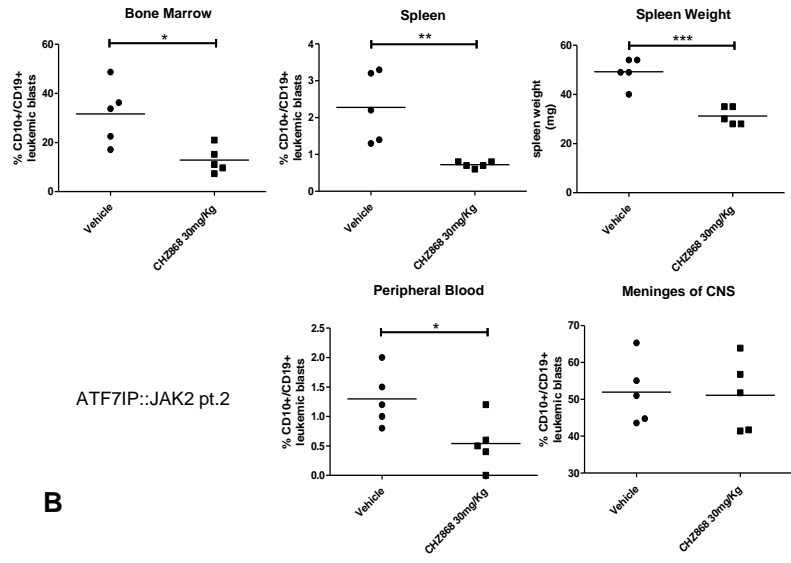 Bone Marrow
% CD10+/CD19+
leukemic blasts
60
40
20
0
*
Vehicle
CHZ868 30mg/Kg
Spleen
% CD10+/CD19+
leukemic blasts
4
3
2
1
0
**
Vehicle
CHZ868 30mg/Kg
Spleen Weight
spleen weight
(mg)
60
40
20
0
***
Vehicle
CHZ868 30mg/Kg
ATF7IP::JAK2 pt.2
Peripheral Blood
% CD10+/CD19+
leukemic blasts
2.5
2.0
1.5
1.0
0.5
0.0
*
Vehicle
CHZ868 30mg/Kg
Meninges of CNS
% CD10+/CD19+
leukemic blasts
70
60
50
40
30
Vehicle
CHZ868 30mg/Kg
B